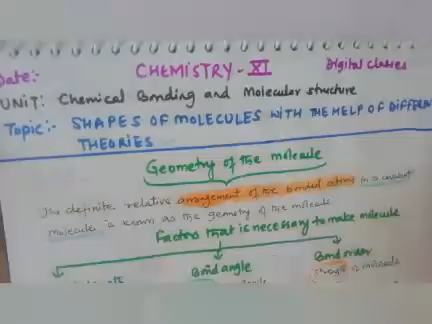 Date:- CHEMISTRY - XI Digital classes
UNIT: Chemical Bonding and Molecular structure
Topic:- SHAPES OF MOLECULES WITH THE HELP OF DIFFEREN
THEORIES
Geometry of the molecule
The definite relative arrangement of the bonded atoms in a covalent
molecule is known as the geometry of the molecule
Factors that is necessary to make molecule
Bond angle Bond order